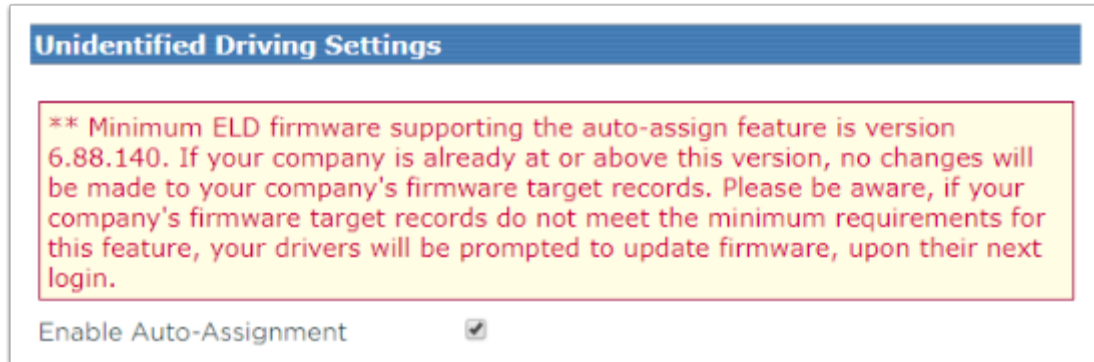 Unidentified Driving Settings
** Minimum ELD firmware supporting the auto-assign feature is version
6.88.140. If your company is already at or above this version, no changes will
be made to your company's firmware target records. Please be aware, if your
company's firmware target records do not meet the minimum requirements for
this feature, your drivers will be prompted to update firmware, upon their next
login.
Enable Auto-Assignment